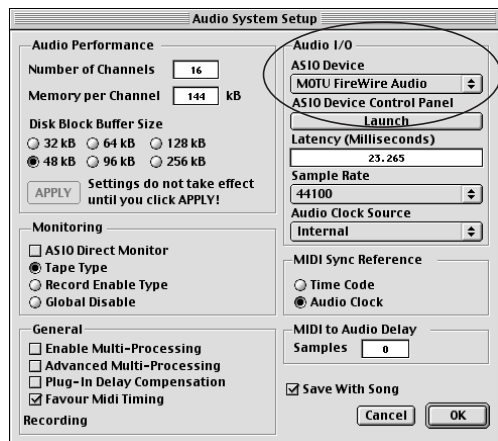 Audio System Setup
Audio Performance
Number of Channels 16
Memory per Channel 144 kB
Disk Block Buffer Size
32 kB 64 kB 128 kB
48 kB 96 kB 256 kB
APPLY Settings do not take effect
until you click APPLY!
Monitoring
ASIO Direct Monitor
Tape Type
Record Enable Type
Global Disable
General
Enable Multi-Processing
Advanced Multi-Processing
Plug-In Delay Compensation
Favour Midi Timing
Recording
Audio I/O
ASIO Device
MOTU FireWire Audio
ASIO Device Control Panel
Launch
Latency (Milliseconds)
23.265
Sample Rate
44100
Audio Clock Source
Internal
MIDI Sync Reference
Time Code
Audio Clock
MIDI to Audio Delay
Samples 0
Save With Song
Cancel OK